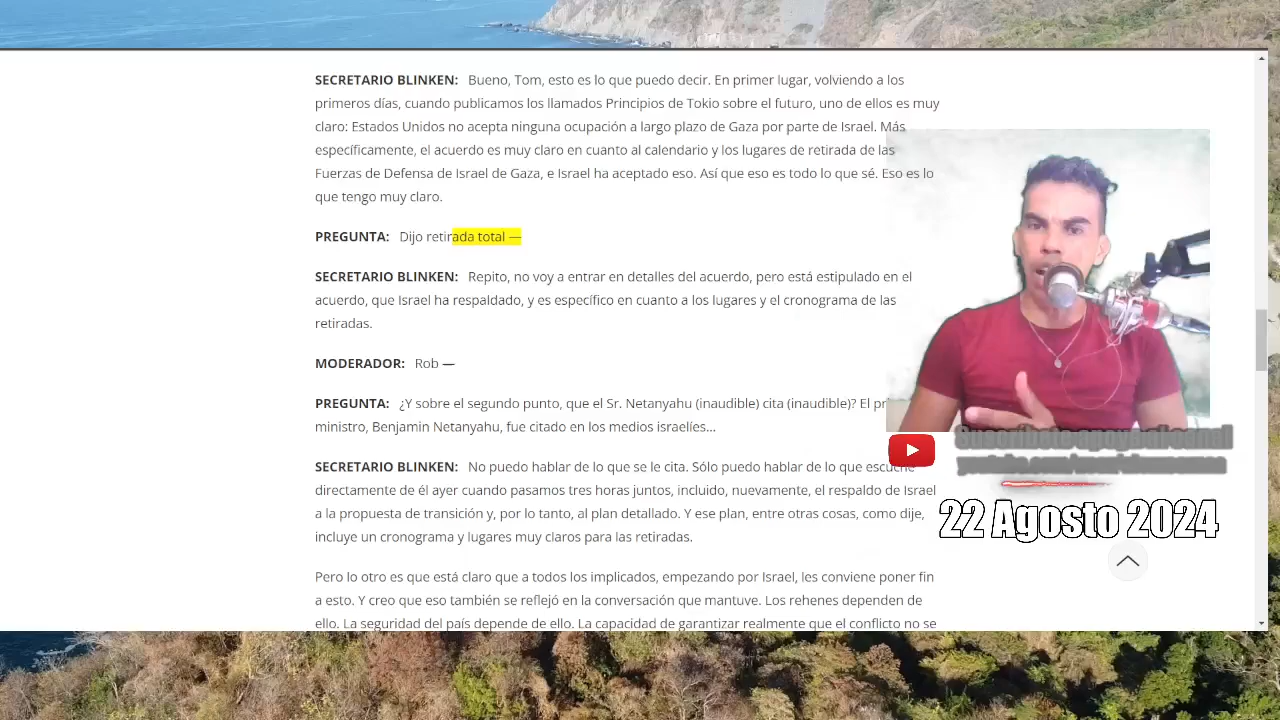 SECRETARIO BLINKEN: Bueno, Tom, esto es lo que puedo decir. En primer lugar, volviendo a los
primeros días, cuando publicamos los llamados Principios de Tokio sobre el futuro, uno de ellos es muy
claro: Estados Unidos no acepta ninguna ocupación a largo plazo de Gaza por parte de Israel. Más
específicamente, el acuerdo es muy claro en cuanto al calendario y los lugares de retirada de las
Fuerzas de Defensa de Israel de Gaza, e Israel ha aceptado eso. Así que eso es todo lo que sé. Eso es lo
que tengo muy claro.
PREGUNTA: Dijo retirada total —
SECRETARIO BLINKEN: Repito, no voy a entrar en detalles del acuerdo, pero está estipulado en el
acuerdo, que Israel ha respaldado, y es específico en cuanto a los lugares y el cronograma de las
retiradas.
MODERADOR: Rob —
PREGUNTA: ¿Y sobre el segundo punto, que el Sr. Netanyahu (inaudible) cita (inaudible)? El
ministro, Benjamin Netanyahu, fue citado en los medios israelíes...
SECRETARIO BLINKEN: No puedo hablar de lo que se le cita. Sólo puedo hablar de lo que escuché
directamente de él ayer cuando pasamos tres horas juntos, incluido, nuevamente, el respaldo de Israel
a la propuesta de transición y, por lo tanto, al plan detallado. Y ese plan, entre otras cosas, como dije,
incluye un cronograma y lugares muy claros para las retiradas.
Pero lo otro es que está claro que a todos los implicados, empezando por Israel, les conviene poner fin
a esto. Y creo que eso también se reflejó en la conversación que mantuve. Los rehenes dependen de
ello. La seguridad del país depende de ello. La capacidad de garantizar realmente que el conflicto no se
Suscribete apoya al canal
22 Agosto 2024